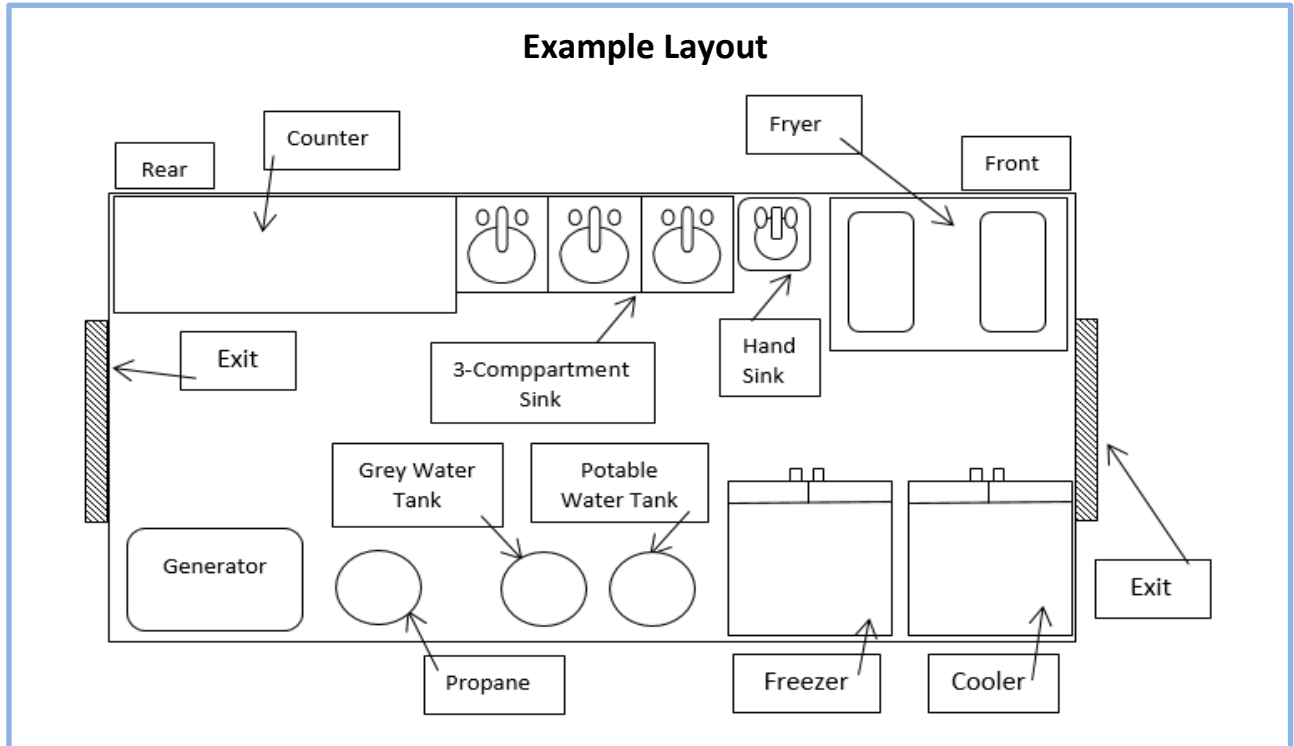 Example Layout
Counter
Fryer
Rear
Front
Exit
3-Comppartment
Sink
Hand
Sink
Grey Water
Tank
Potable
Water Tank
Generator
Exit
Propane
Freezer
Cooler